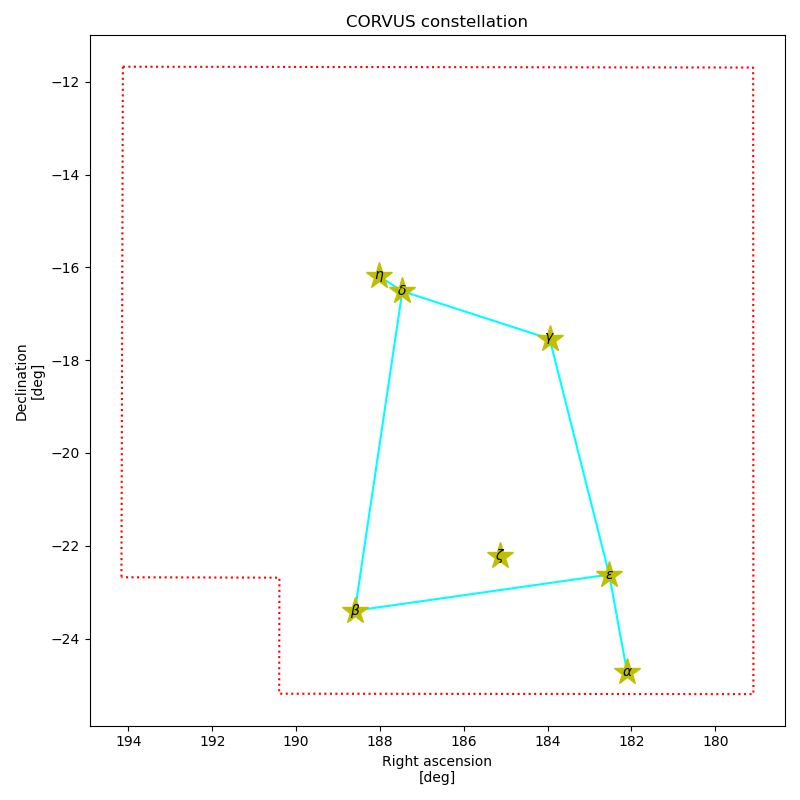 CORVUS constellation
−12
−14
−16
−18
−20
−22
−24
η
δ
γ
ζ
ε
β
α
194
192
190
188
186
184
182
180
Declination
[deg]
Right ascension
[deg]